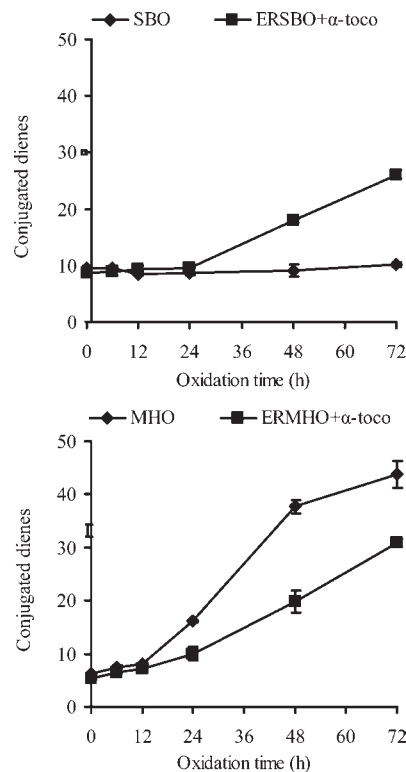 SBO ERSBO+α-toco
50
40
30
20
10
0
Conjugated dienes
0 12 24 36 48 60 72
Oxidation time (h)
MHO ERMHO+α-toco
50
40
30
20
10
0
Conjugated dienes
0 12 24 36 48 60 72
Oxidation time (h)